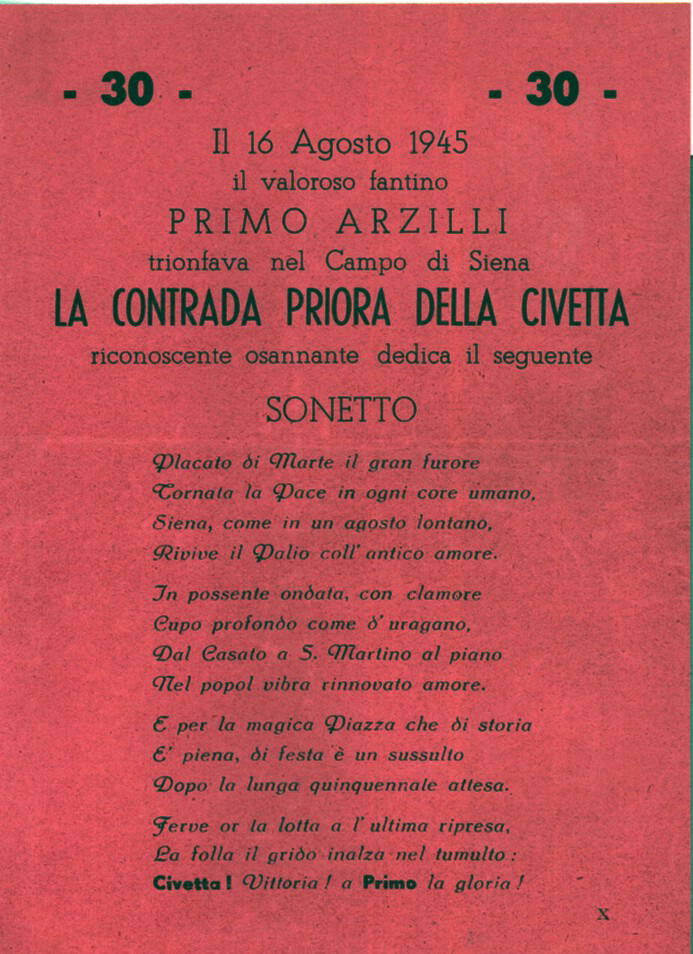 - 30 - - 30 -
Il 16 Agosto 1945
il valoroso fantino
PRIMO ARZILLI
trionfava nel Campo di Siena
LA CONTRADA PRIORA DELLA CIVETTA
riconoscente osannante dedica il seguente
SONETTO
Placato di Marte il gran furore
Tornata la Pace in ogni core umano,
Siena, come in un agosto lontano,
Rivive il Palio coll'antico amore.
In possente ondata, con clamore
Cupo profondo come d'uragano,
Dal Casato a S. Martino al piano
Nel popol vibra rinnovato amore.
E per la magica Piazza che di storia
E' piena, di festa è un sussulto
Dopo la lunga quinquennale attesa.
Ferve or la lotta a l'ultima ripresa,
La folla il grido inalza nel tumulto :
Civetta ! Vittoria ! a Primo la gloria !
X